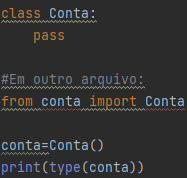 class Conta:
    pass
#Em outro arquivo:
from conta import Conta
conta=Conta()
print(type(conta))